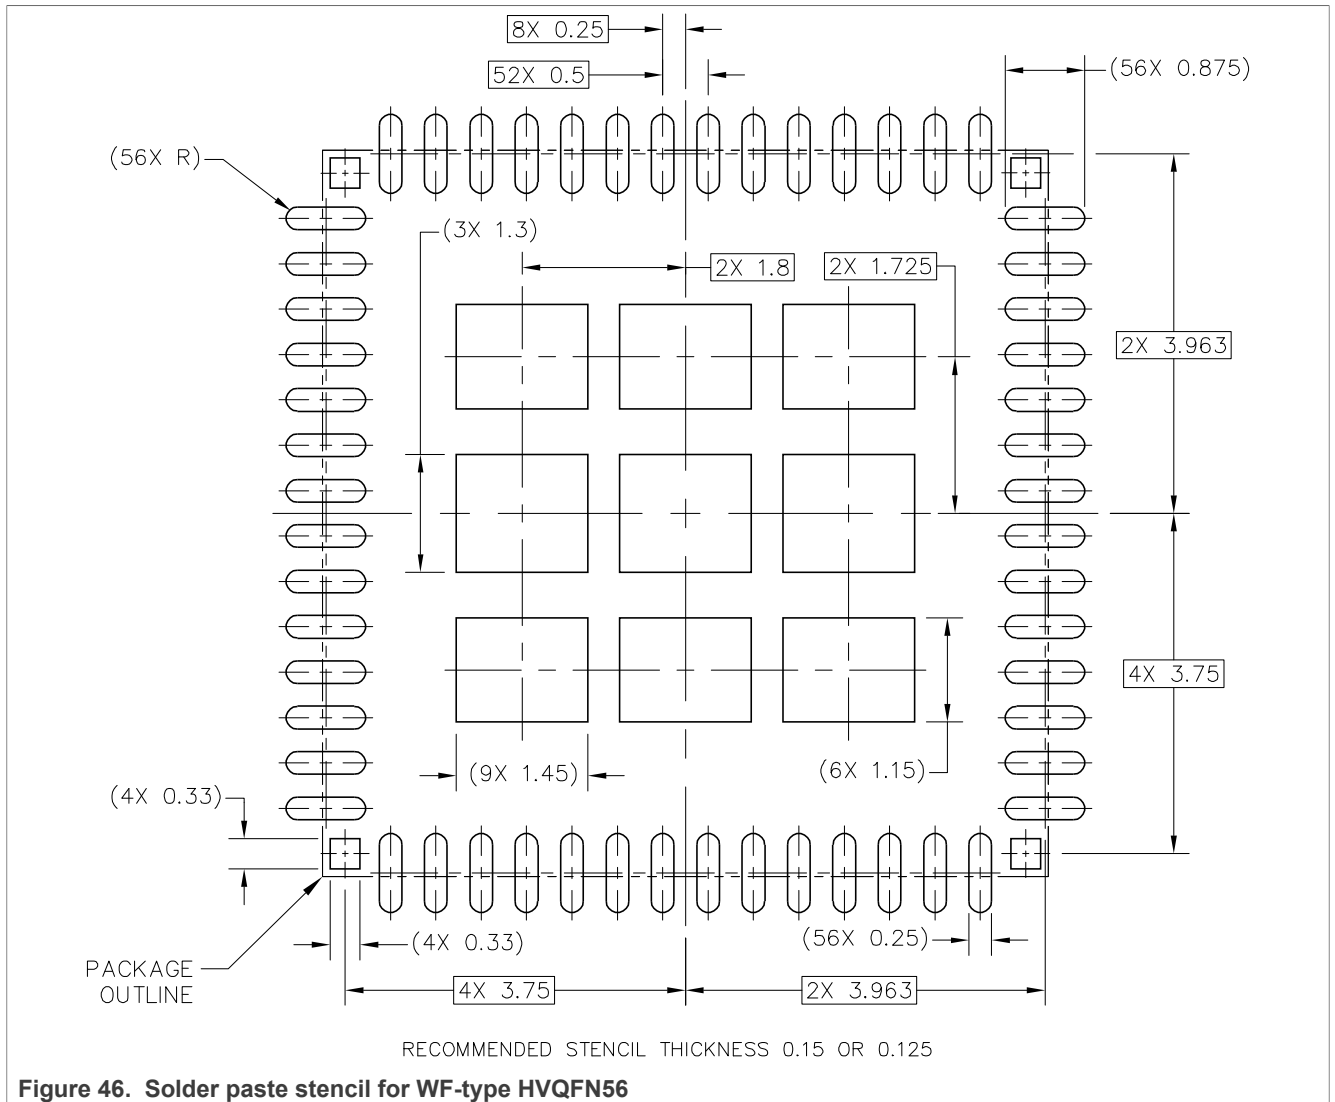 8X 0.25
52X 0.5
(56X 0.875)
(56X R)
(3X 1.3)
2X 1.8
2X 1.725
2X 3.963
4X 3.75
(9X 1.45)
(6X 1.15)
(4X 0.33)
(4X 0.33)
(56X 0.25)
PACKAGE
OUTLINE
4X 3.75
2X 3.963
RECOMMENDED STENCIL THICKNESS 0.15 OR 0.125
Figure 46. Solder paste stencil for WF-type HVQFN56